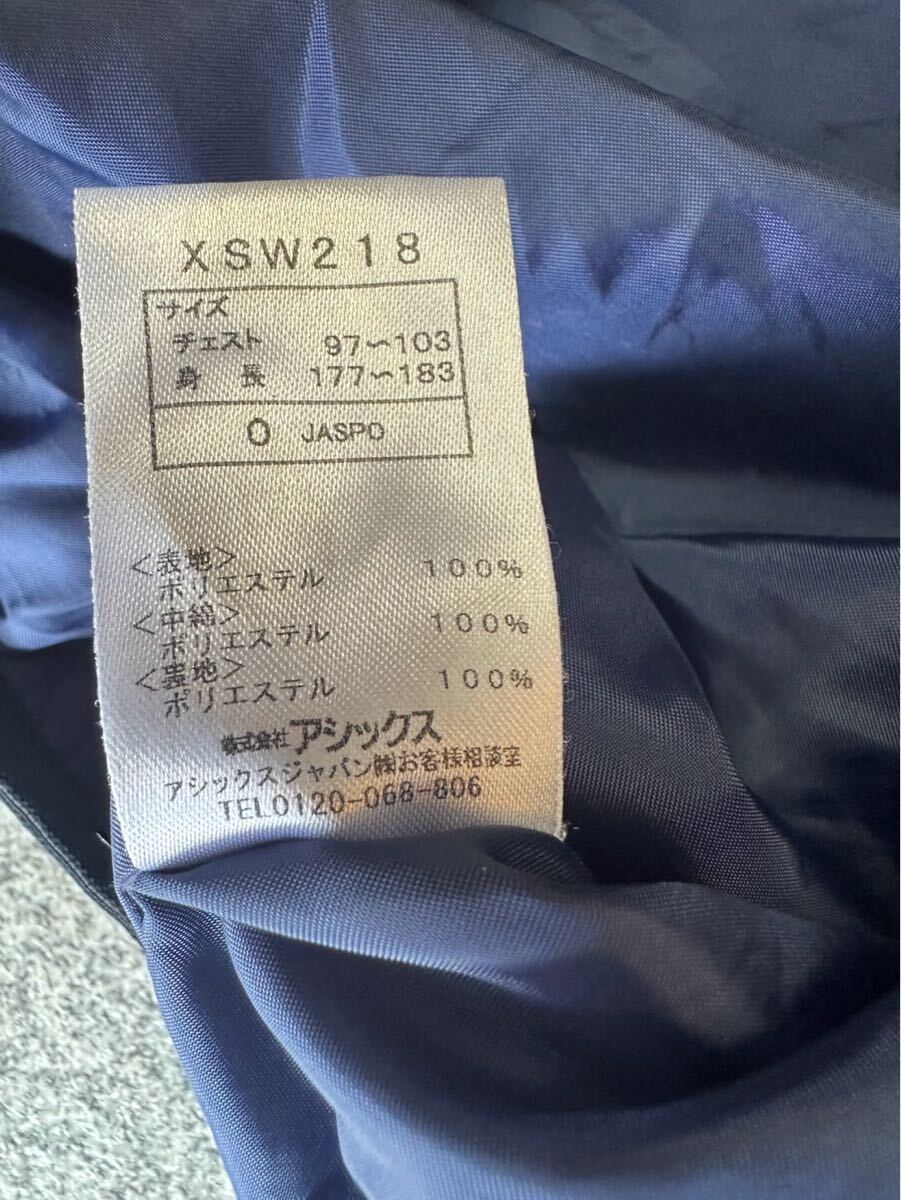 XSW218
サイズ
チェスト 97〜103
身長 177〜183
O JASPO
<表地>
ポリエステル 100%
<中綿>
ポリエステル 100%
<裏地>
ポリエステル 100%
株式会社アシックス
アシックスジャパン㈱お客様相談室
TEL0120-068-806